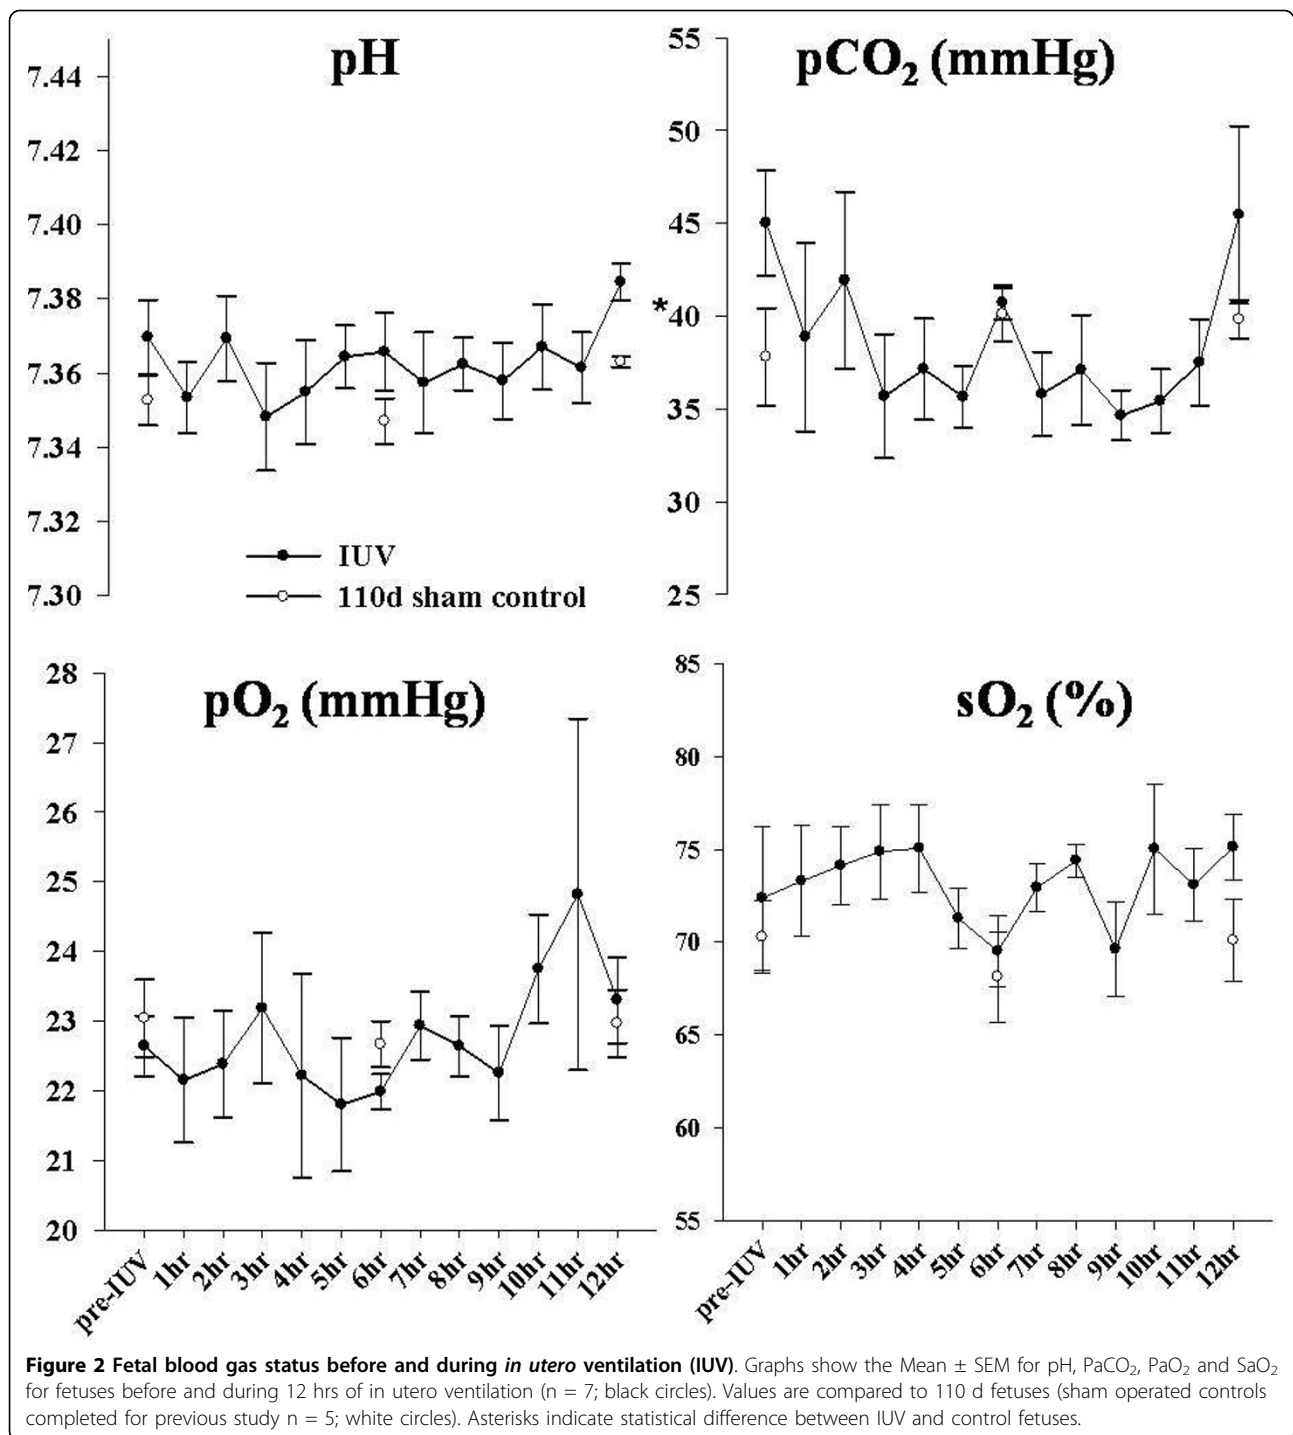 pH
7.44
7.42
7.40
7.38
7.36
7.34
7.32
7.30
*
IUV
110d sham control
pCO2 (mmHg)
55
50
45
40
35
30
25
pO2 (mmHg)
28
27
26
25
24
23
22
21
20
pre-IUV 1hr 2hr 3hr 4hr 5hr 6hr 7hr 8hr 9hr 10hr 11hr 12hr
sO2 (%)
85
80
75
70
65
60
55
pre-IUV 1hr 2hr 3hr 4hr 5hr 6hr 7hr 8hr 9hr 10hr 11hr 12hr
Figure 2 Fetal blood gas status before and during in utero ventilation (IUV). Graphs show the Mean ± SEM for pH, PaCO2, PaO2 and SaO2
for fetuses before and during 12 hrs of in utero ventilation (n = 7; black circles). Values are compared to 110 d fetuses (sham operated controls
completed for previous study n = 5; white circles). Asterisks indicate statistical difference between IUV and control fetuses.